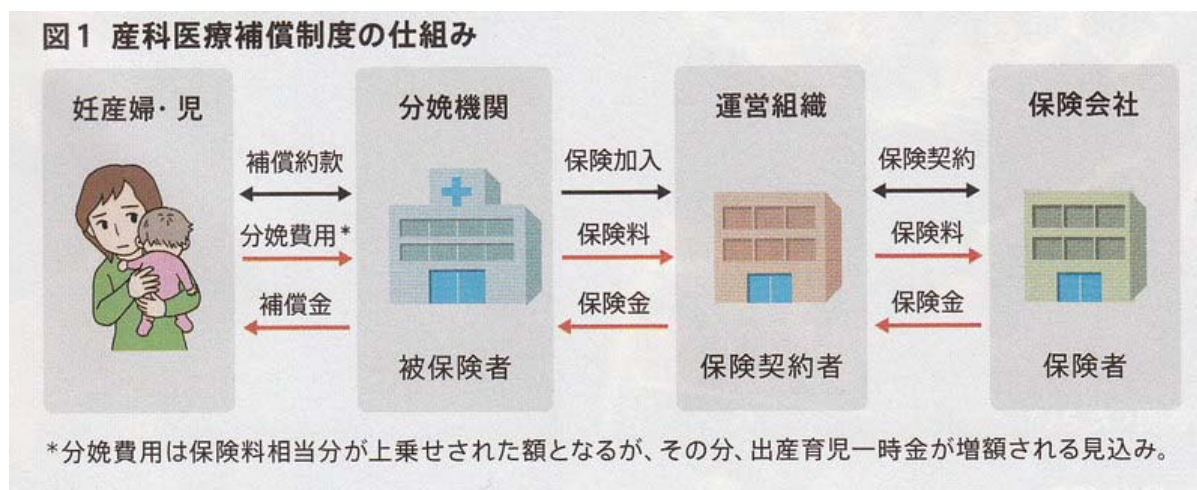 図1 産科医療補償制度の仕組み
妊産婦・児
分娩機関
運営組織
保険会社
補償約款
保険加入
保険契約
分娩費用*
保険料
保険料
補償金
保険金
保険金
被保険者
保険契約者
保険者
*分娩費用は保険料相当分が上乗せされた額となるが、その分、出産育児一時金が増額される見込み。